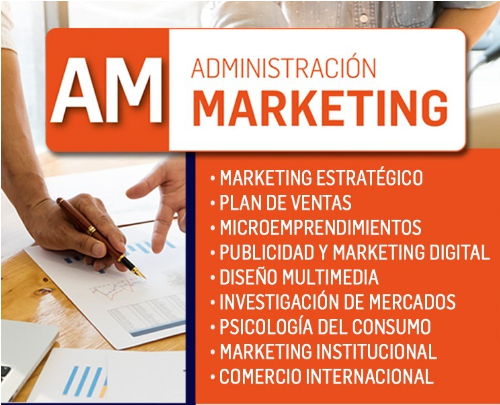 AM
ADMINISTRACIÓN
MARKETING
• MARKETING ESTRATÉGICO
• PLAN DE VENTAS
• MICROEMPRENDIMIENTOS
• PUBLICIDAD Y MARKETING DIGITAL
• DISEÑO MULTIMEDIA
• INVESTIGACIÓN DE MERCADOS
• PSICOLOGÍA DEL CONSUMO
• MARKETING INSTITUCIONAL
• COMERCIO INTERNACIONAL